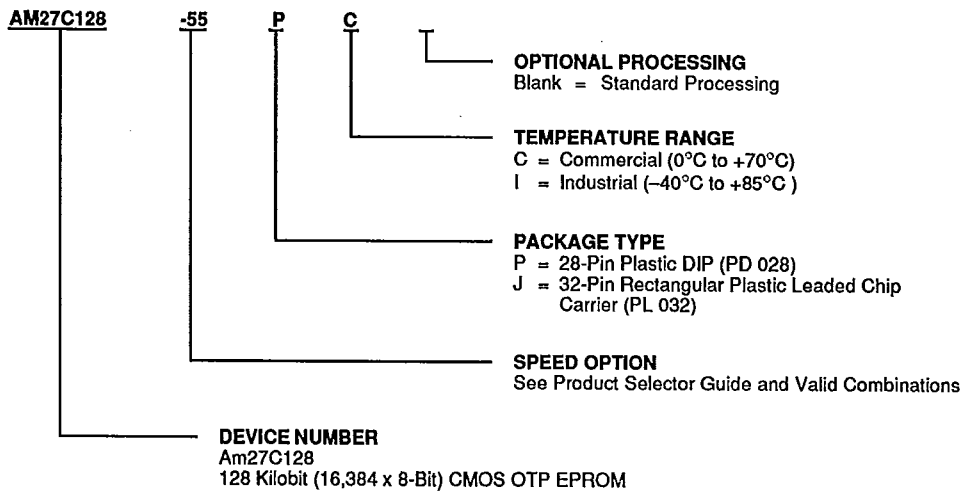 AM27C128 -55 P C
OPTIONAL PROCESSING
Blank = Standard Processing
TEMPERATURE RANGE
C = Commercial (0°C to +70°C)
I = Industrial (–40°C to +85°C )
PACKAGE TYPE
P = 28-Pin Plastic DIP (PD 028)
J = 32-Pin Rectangular Plastic Leaded Chip
Carrier (PL 032)
SPEED OPTION
See Product Selector Guide and Valid Combinations
DEVICE NUMBER
Am27C128
128 Kilobit (16,384 x 8-Bit) CMOS OTP EPROM